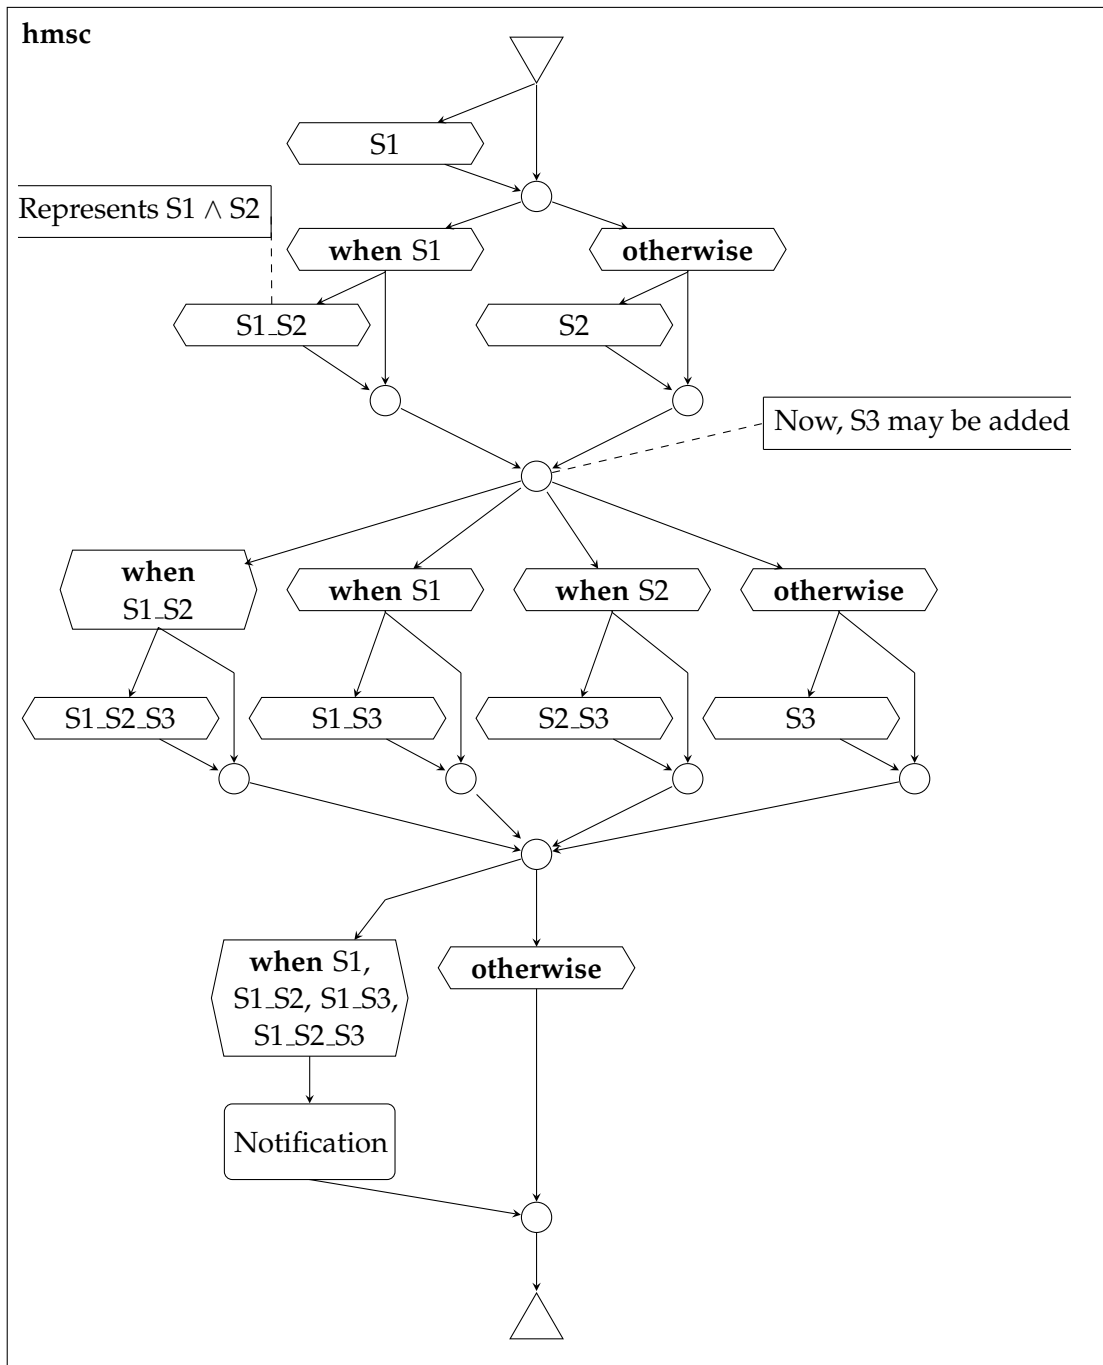 hmsc
S1
Represents S1 ∧ S2
when S1
otherwise
S1_S2
S2
Now, S3 may be added
when
S1_S2
when S1
when S2
otherwise
S1_S2_S3
S1_S3
S2_S3
S3
when S1,
S1_S2, S1_S3,
S1_S2_S3
otherwise
Notification